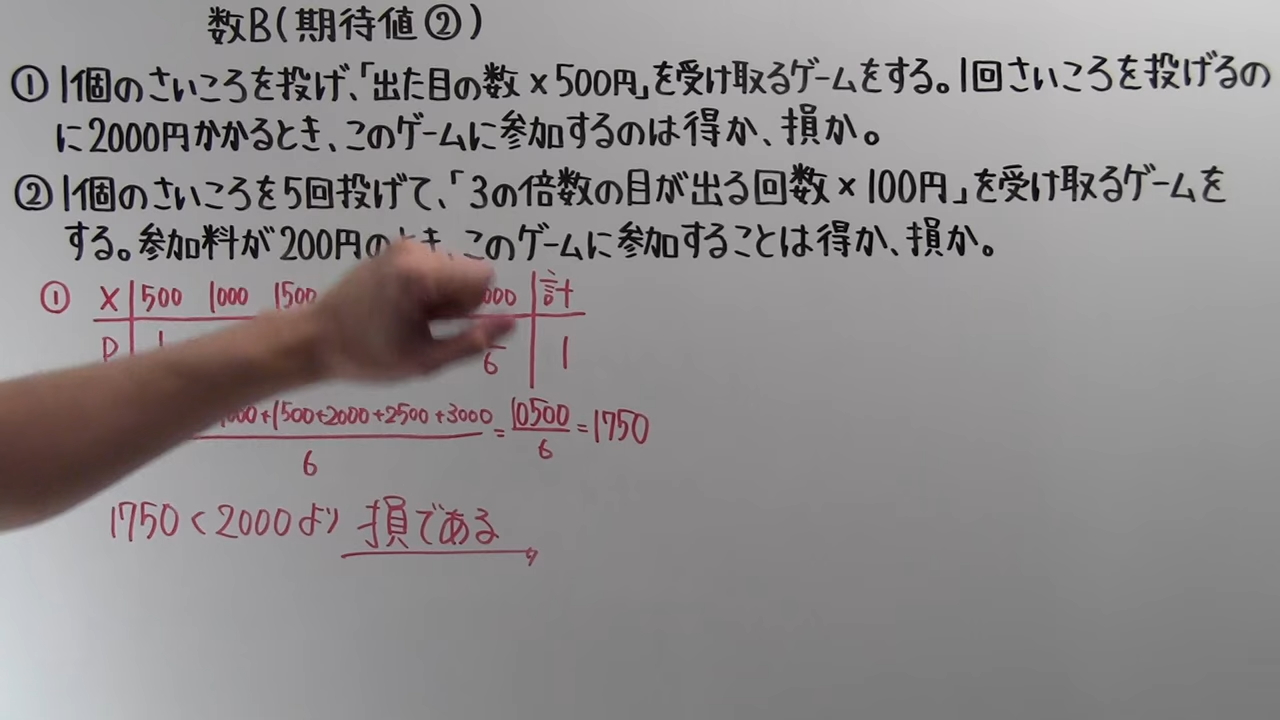 数B(期待値②)
①1個のさいころを投げ、「出た目の数×500円」を受け取るゲームをする。1回さいころを投げるの
に2000円かかるとき、このゲームに参加するのは得か、損か。
②1個のさいころを5回投げて、「3の倍数の目が出る回数×100円」を受け取るゲームを
する。参加料が200円のとき、このゲームに参加することは得か、損か。
① X 500 1000 1500 計
P 6 1
+1500+2000+2500+3000 = 10500 = 1750
6 6
1750<2000より 損である